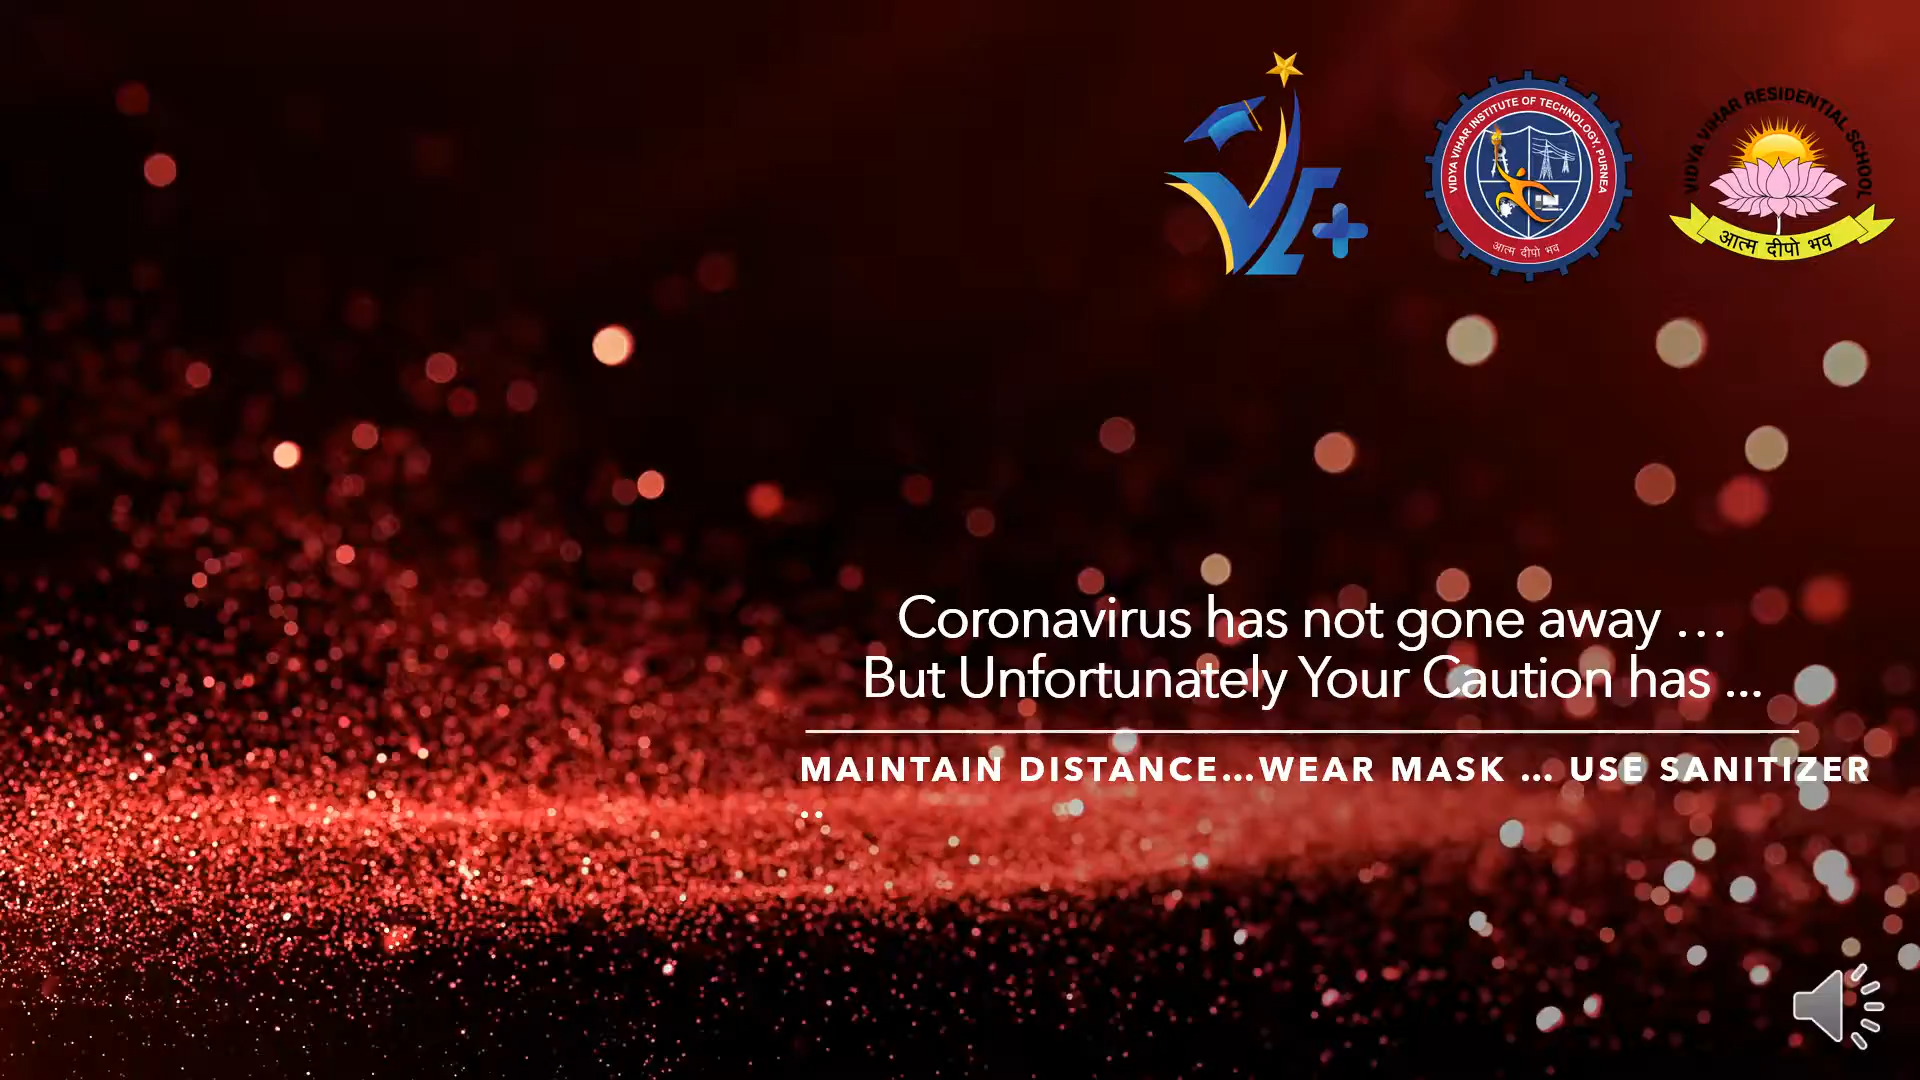 VIDYA VIHAR INSTITUTE OF TECHNOLOGY, PURNEA
आत्म दीपो भव
VIDYA VIHAR RESIDENTIAL SCHOOL
आत्म दीपो भव
Coronavirus has not gone away …
But Unfortunately Your Caution has ...
MAINTAIN DISTANCE…WEAR MASK … USE SANITIZER
..